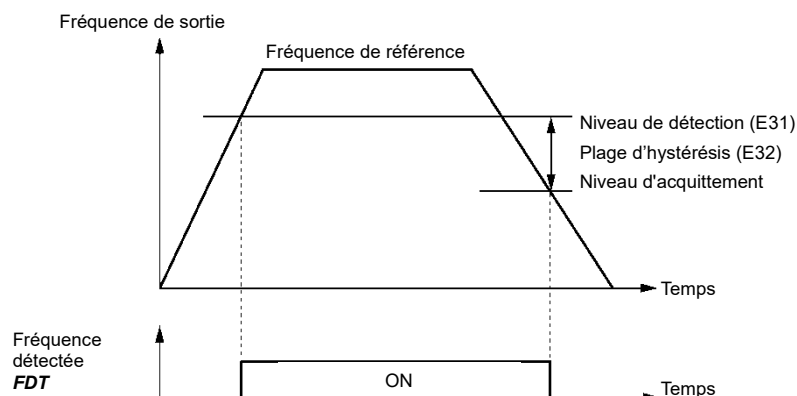 Fréquence de sortie
Fréquence de référence
Niveau de détection (E31)
Plage d’hystérésis (E32)
Niveau d'acquittement
Temps
Fréquence
détectée
FDT
ON
Temps